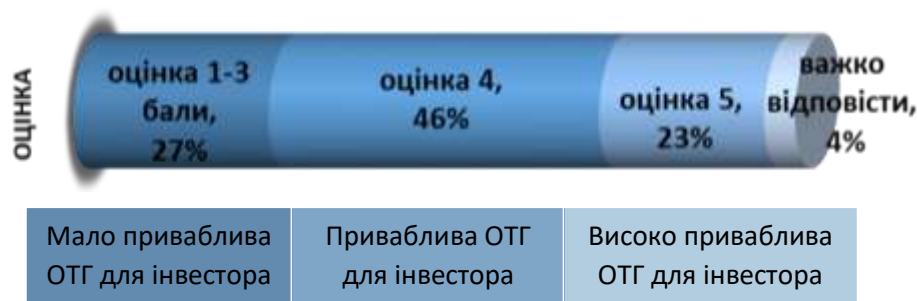 ОЦІНКА
оцінка 1-3
бали,
27%
оцінка 4,
46%
оцінка 5,
23%
важко
відповісти,
4%
Мало приваблива
ОТГ для інвестора
Приваблива ОТГ
для інвестора
Високо приваблива
ОТГ для інвестора